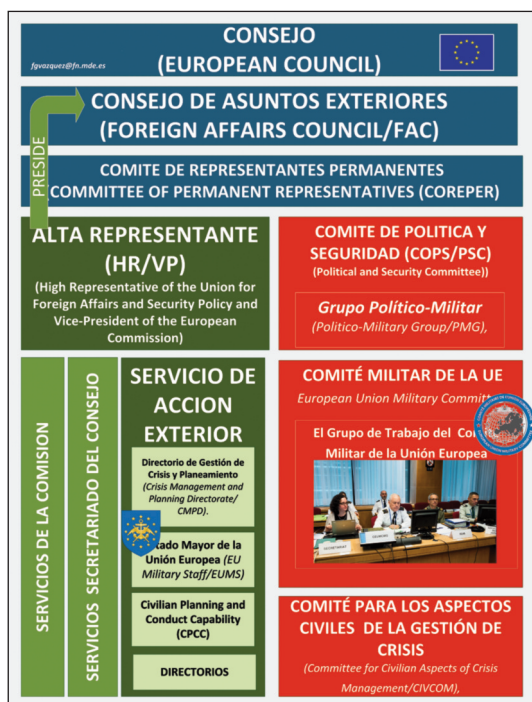 CONSEJO
(EUROPEAN COUNCIL)
fgvazquez@fn.mde.es
CONSEJO DE ASUNTOS EXTERIORES
(FOREIGN AFFAIRS COUNCIL/FAC)
PRESIDE
COMITE DE REPRESENTANTES PERMANENTES
(COMMITTEE OF PERMANENT REPRESENTATIVES (COREPER)
ALTA REPRESENTANTE
(HR/VP)
(High Representative of the Union for
Foreign Affairs and Security Policy and
Vice-President of the European
Commission)
COMITE DE POLITICA Y
SEGURIDAD (COPS/PSC)
(Political and Security Committee))
Grupo Político-Militar
(Politico-Military Group/PMG),
SERVICIOS DE LA COMISION
SERVICIOS SECRETARIADO DEL CONSEJO
SERVICIO DE
ACCION
EXTERIOR
Directorio de Gestión de
Crisis y Planeamiento
(Crisis Management and
Planning Directorate/
CMPD).
tado Mayor de la
Unión Europea (EU
Military Staff/EUMS)
Civilian Planning and
Conduct Capability
(CPCC)
DIRECTORIOS
COMITÉ MILITAR DE LA UE
European Union Military Committ
El Grupo de Trabajo del Co
Militar de la Unión Europea
COMITÉ PARA LOS ASPECTOS
CIVILES DE LA GESTIÓN DE
CRISIS
(Committee for Civilian Aspects of Crisis
Management/CIVCOM),